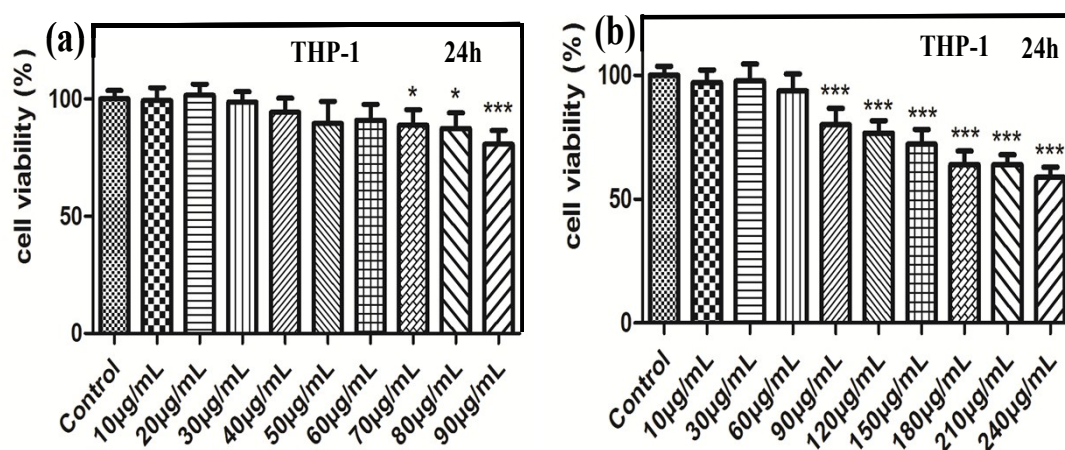 (a)
THP-1 24h
cell viability (%)
100
50
0
* * ***
Control
10μg/mL
20μg/mL
30μg/mL
40μg/mL
50μg/mL
60μg/mL
70μg/mL
80μg/mL
90μg/mL
(b)
THP-1 24h
cell viability (%)
100
50
0
*** *** *** *** *** ***
Control
10μg/mL
30μg/mL
60μg/mL
90μg/mL
120μg/mL
150μg/mL
180μg/mL
210μg/mL
240μg/mL